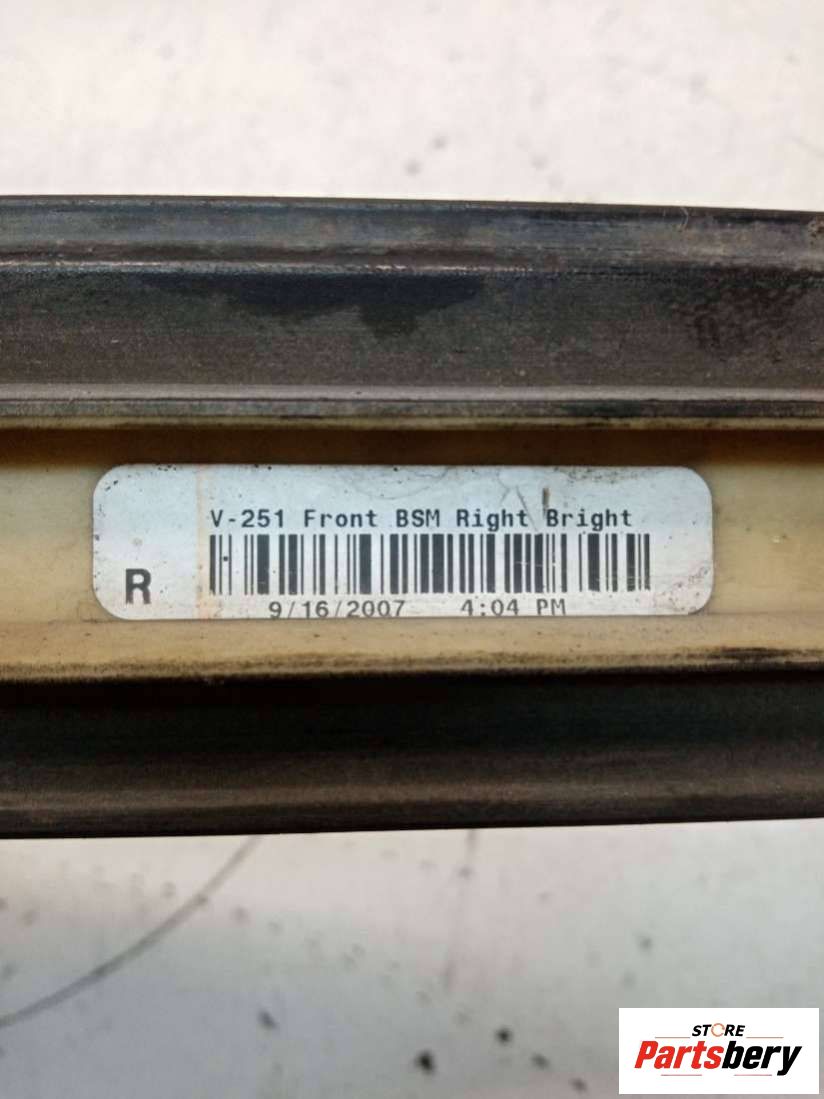 V-251 Front BSM Right Bright
R
9/16/2007 4:04 PM
STORE
Partsbery